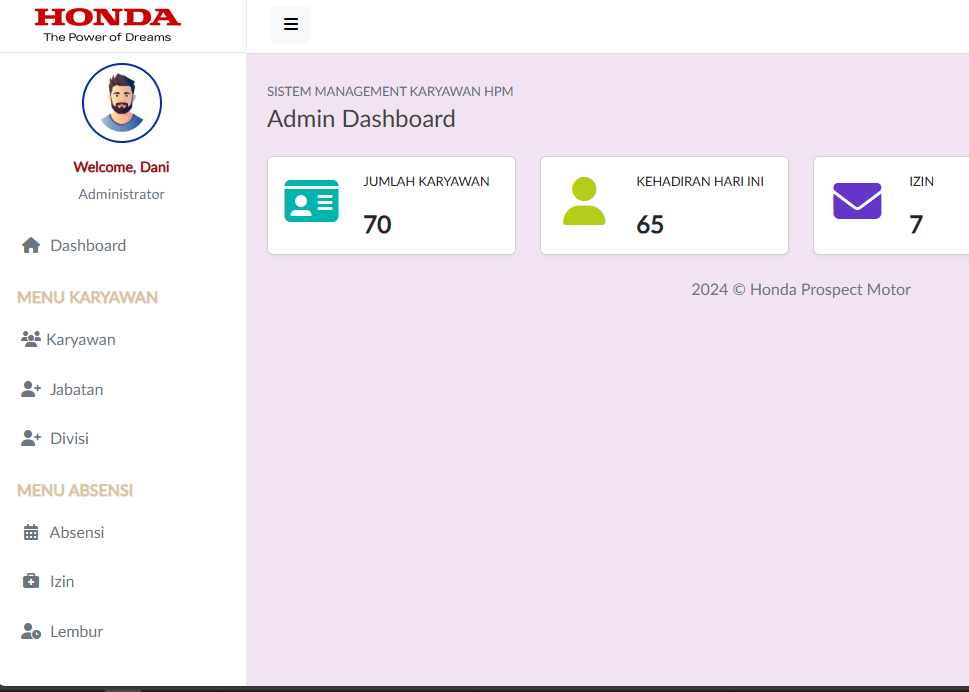 HONDA
The Power of Dreams
Welcome, Dani
Administrator
Dashboard
MENU KARYAWAN
Karyawan
Jabatan
Divisi
MENU ABSENSI
Absensi
Izin
Lembur
SISTEM MANAGEMENT KARYAWAN HPM
Admin Dashboard
JUMLAH KARYAWAN
70
KEHADIRAN HARI INI
65
IZIN
7
2024 © Honda Prospect Motor